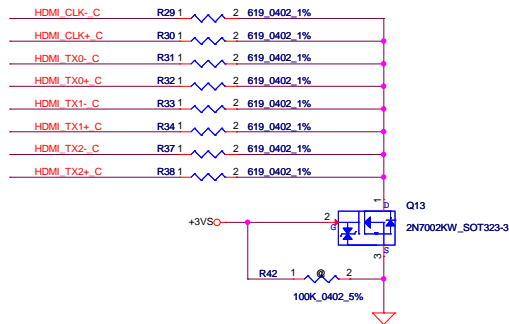 HDMI_CLK-_C R29 1 2 619_0402_1%
HDMI_CLK+_C R30 1 2 619_0402_1%
HDMI_TX0-_C R31 1 2 619_0402_1%
HDMI_TX0+_C R32 1 2 619_0402_1%
HDMI_TX1-_C R33 1 2 619_0402_1%
HDMI_TX1+_C R34 1 2 619_0402_1%
HDMI_TX2-_C R37 1 2 619_0402_1%
HDMI_TX2+_C R38 1 2 619_0402_1%
1 D Q13
+3VS 2 G 2N7002KW_SOT323-3
S 3
R42 1 @ 2
100K_0402_5%